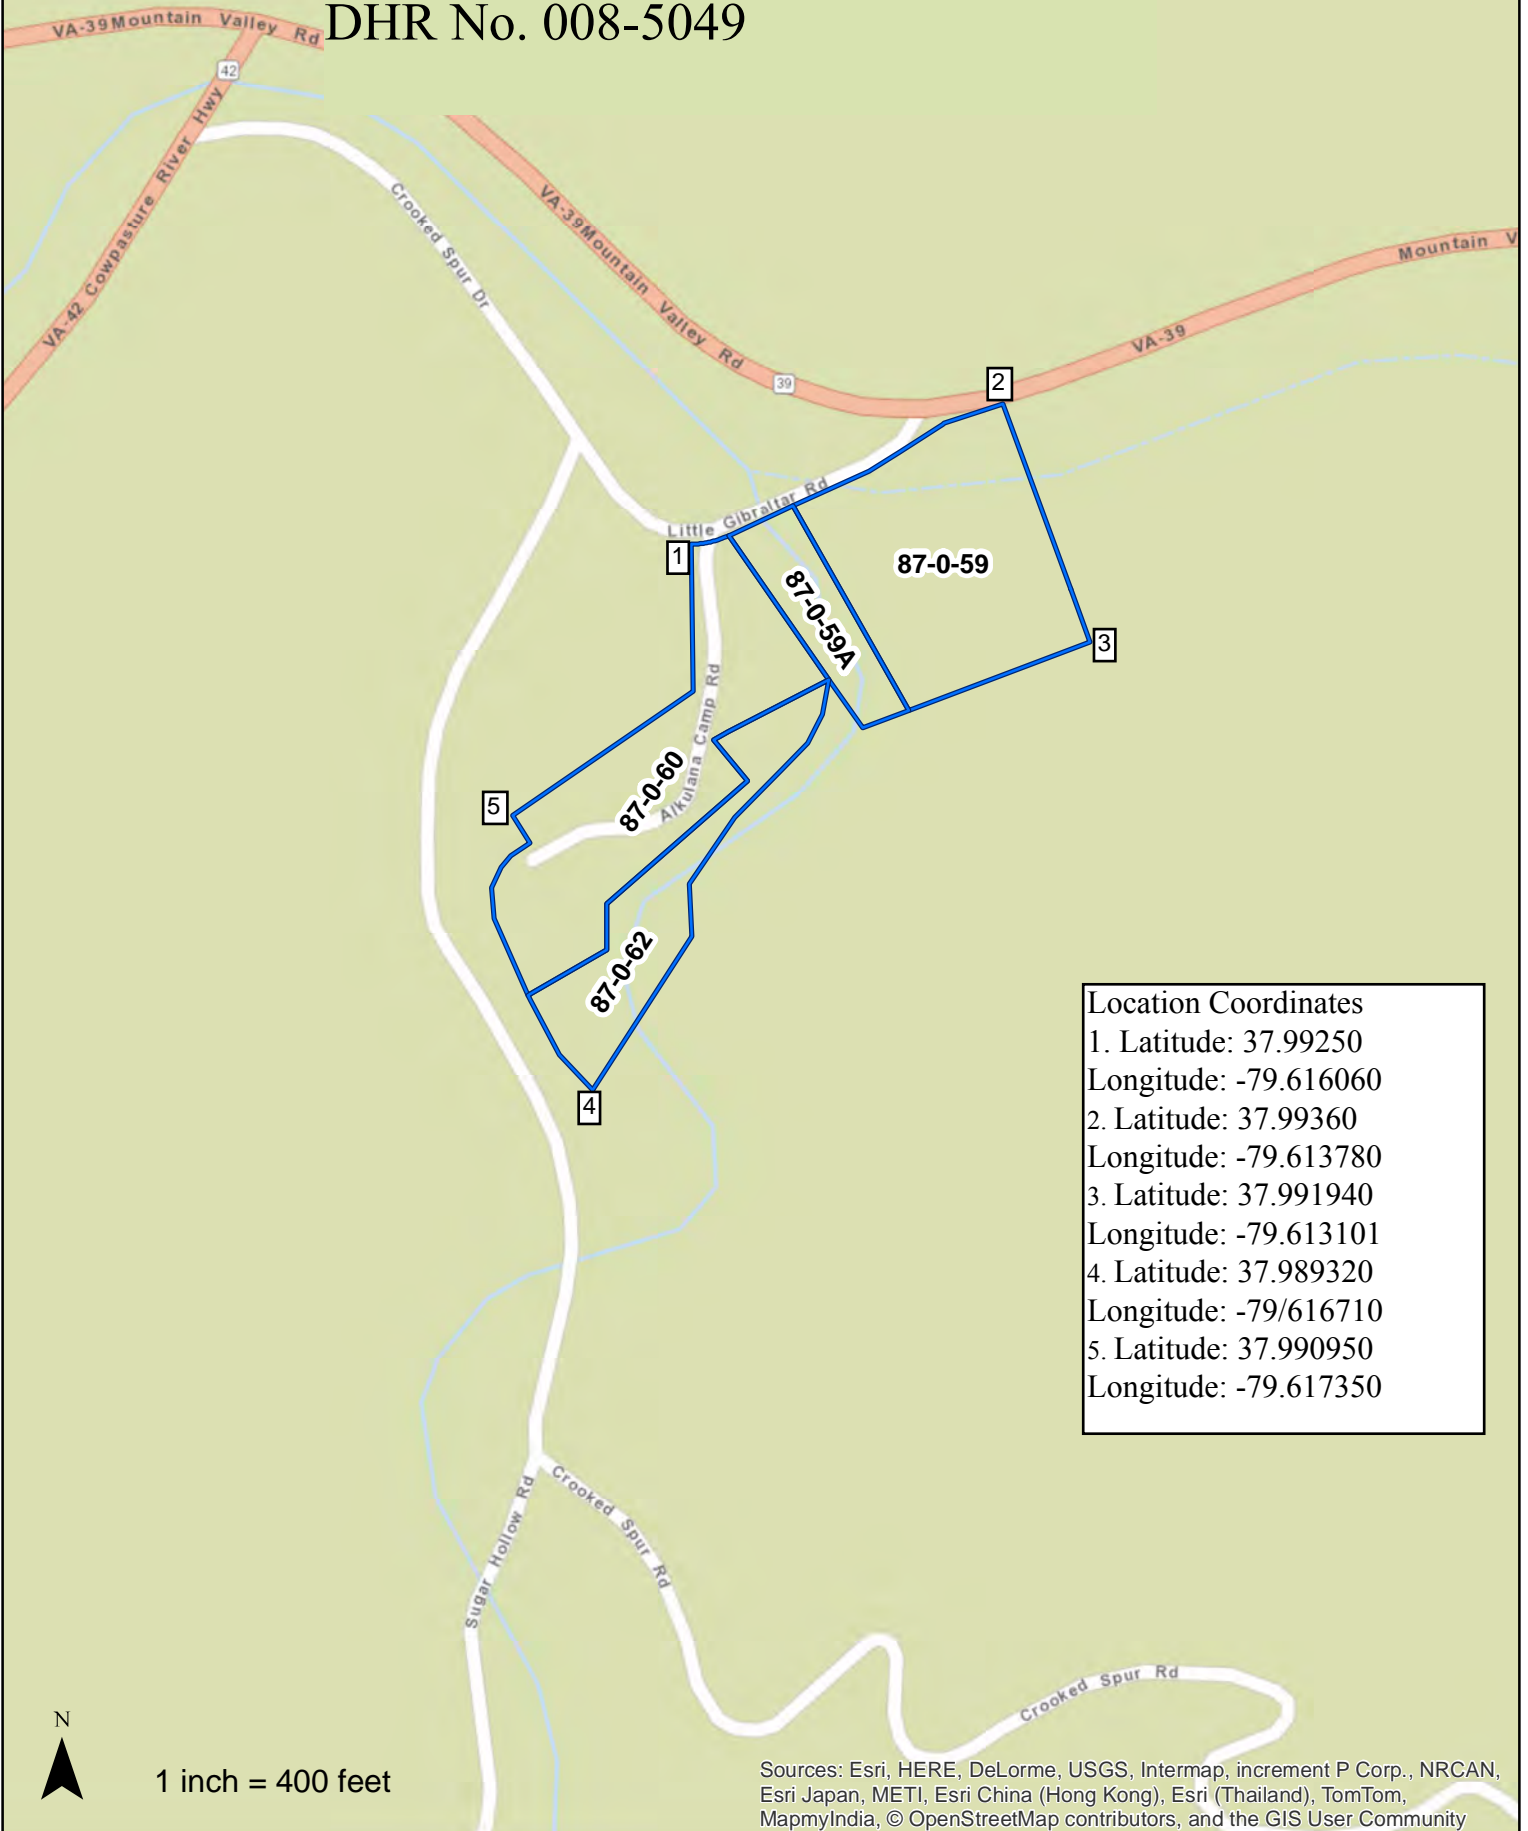 DHR No. 008-5049
VA-39Mountain Valley Rd
42
VA-42 Cowpasture River Hwy
Crooked Spur Dr
VA-39Mountain Valley Rd
39
VA-39
Mountain V
2
Little Gibraltar Rd
1
87-0-59
87-0-59A
3
Alkulana Camp Rd
87-0-60
5
87-0-62
4
Location Coordinates
1. Latitude: 37.99250
Longitude: -79.616060
2. Latitude: 37.99360
Longitude: -79.613780
3. Latitude: 37.991940
Longitude: -79.613101
4. Latitude: 37.989320
Longitude: -79/616710
5. Latitude: 37.990950
Longitude: -79.617350
Sugar Hollow Rd
Crooked Spur Rd
Crooked Spur Rd
N
1 inch = 400 feet
Sources: Esri, HERE, DeLorme, USGS, Intermap, increment P Corp., NRCAN,
Esri Japan, METI, Esri China (Hong Kong), Esri (Thailand), TomTom,
MapmyIndia, © OpenStreetMap contributors, and the GIS User Community